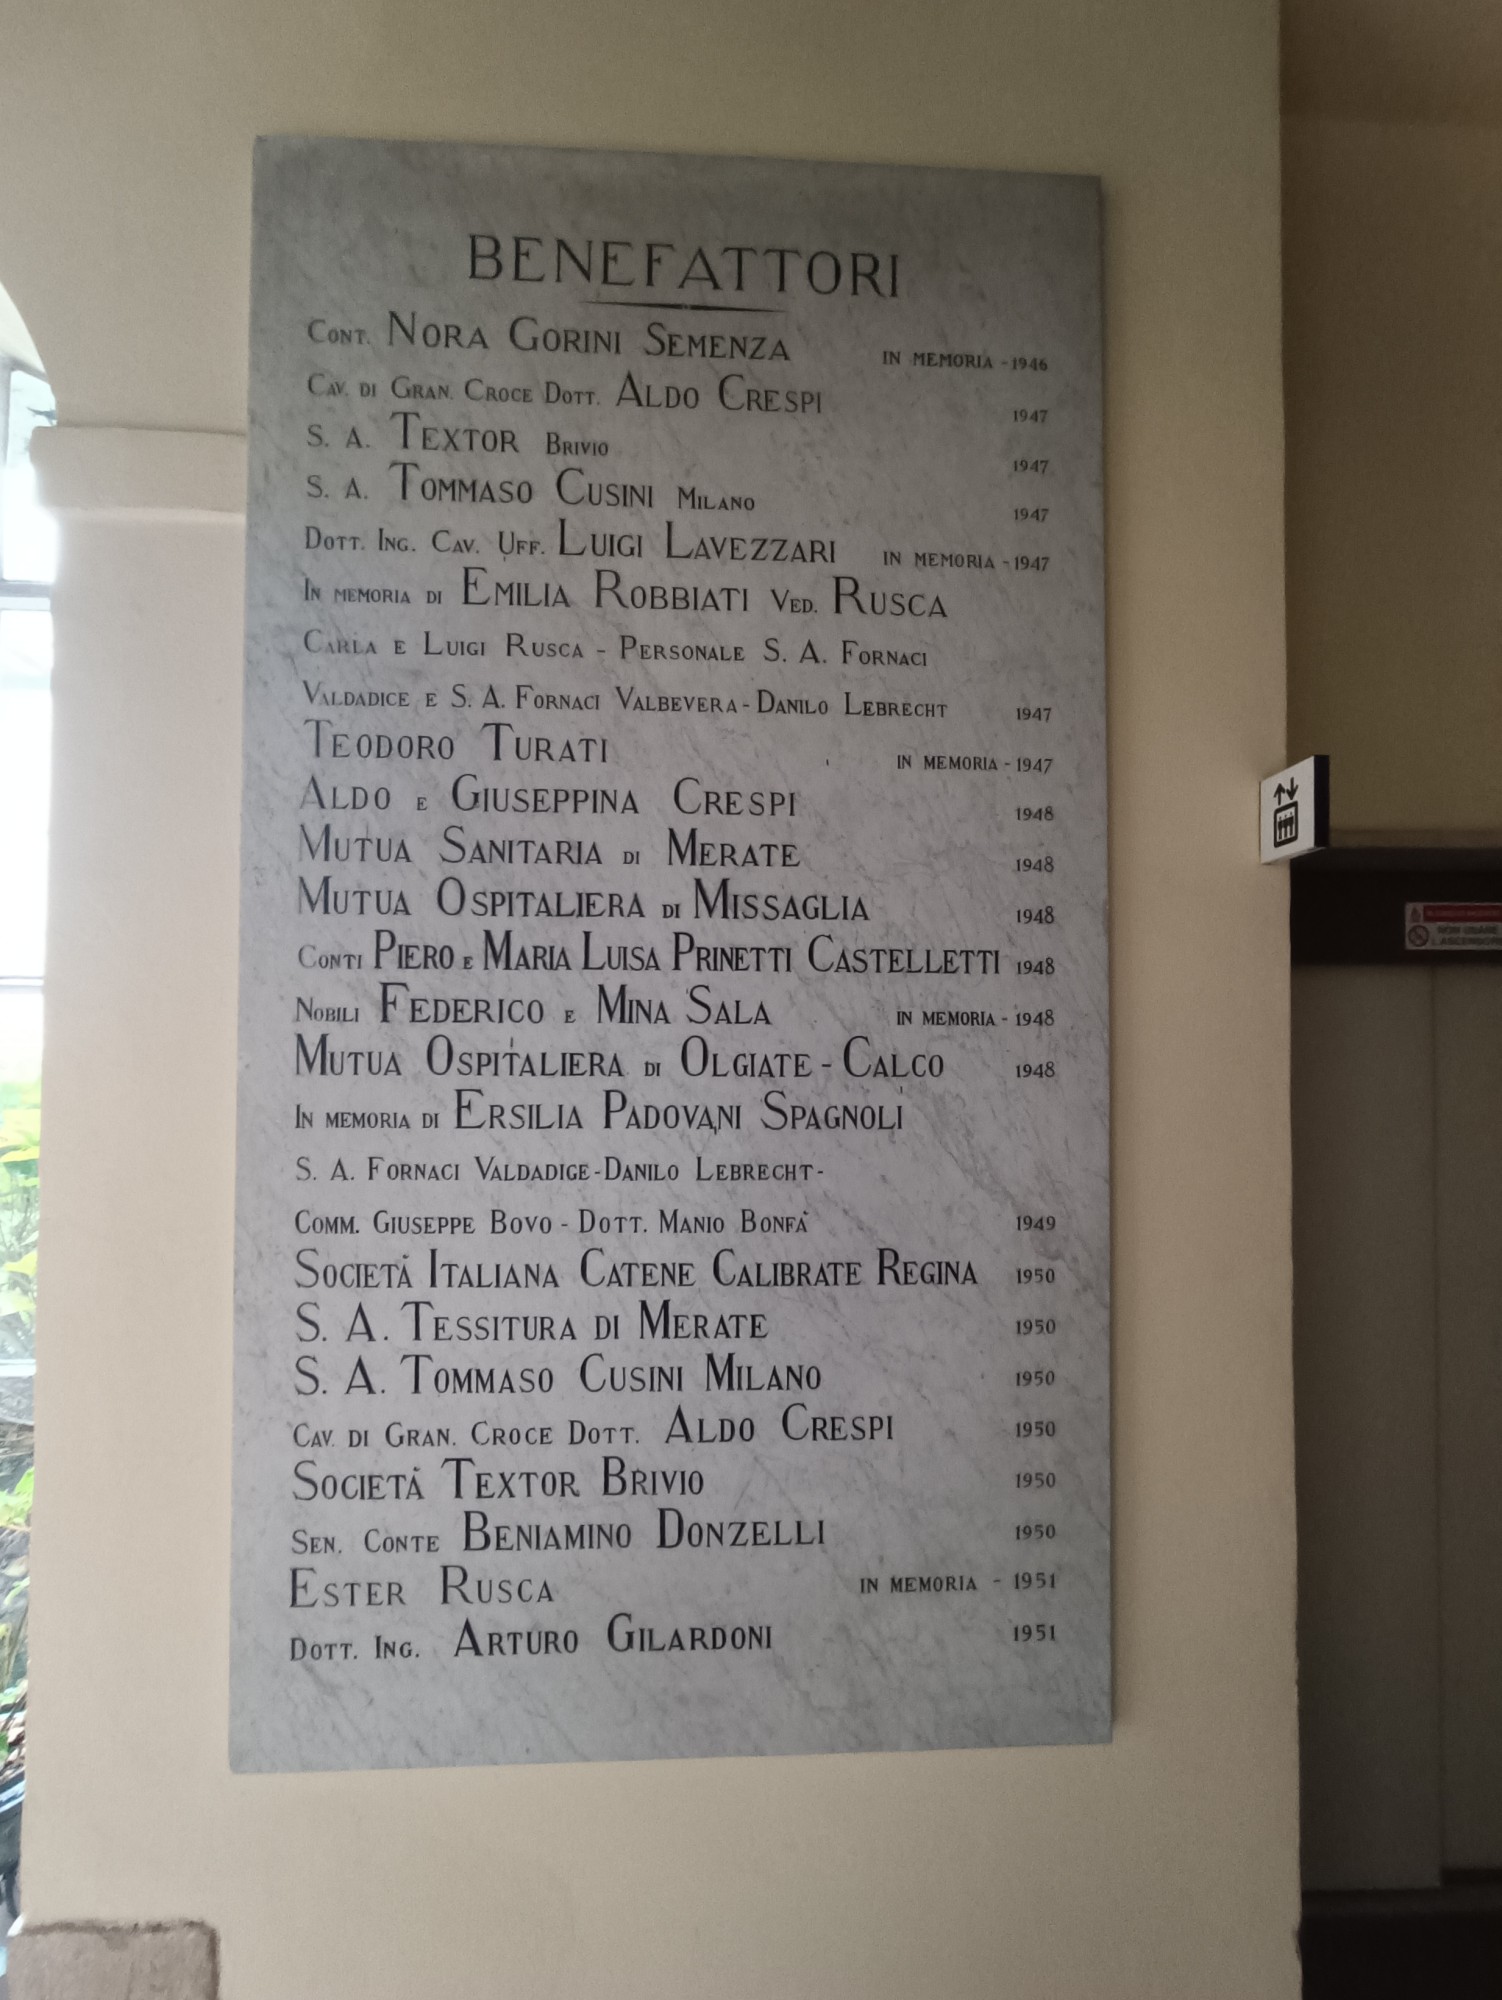 BENEFATTORI
CONT. NORA GORINI SEMENZA IN MEMORIA - 1946
CAV. DI GRAN. CROCE DOTT. ALDO CRESPI 1947
S. A. TEXTOR BRIVIO 1947
S. A. TOMMASO CUSINI MILANO 1947
DOTT. ING. CAV. UFF. LUIGI LAVEZZARI IN MEMORIA - 1947
IN MEMORIA DI EMILIA ROBBIATI VED. RUSCA
CARLA E LUIGI RUSCA - PERSONALE S. A. FORNACI
VALDADICE E S. A. FORNACI VALBEVERA - DANILO LEBRECHT 1947
TEODORO TURATI IN MEMORIA - 1947
ALDO E GIUSEPPINA CRESPI 1948
MUTUA SANITARIA DI MERATE 1948
MUTUA OSPITALIERA DI MISSAGLIA 1948
CONTI PIERO E MARIA LUISA PRINETTI CASTELLETTI 1948
NOBILI FEDERICO E MINA SALA IN MEMORIA - 1948
MUTUA OSPITALIERA DI OLGIATE - CALCO 1948
IN MEMORIA DI ERSILIA PADOVANI SPAGNOLI
S. A. FORNACI VALDADIGE - DANILO LEBRECHT -
COMM. GIUSEPPE BOVO - DOTT. MANIO BONFÀ 1949
SOCIETÀ ITALIANA CATENE CALIBRATE REGINA 1950
S. A. TESSITURA DI MERATE 1950
S. A. TOMMASO CUSINI MILANO 1950
CAV. DI GRAN. CROCE DOTT. ALDO CRESPI 1950
SOCIETÀ TEXTOR BRIVIO 1950
SEN. CONTE BENIAMINO DONZELLI 1950
ESTER RUSCA IN MEMORIA - 1951
DOTT. ING. ARTURO GILARDONI 1951
NON USARE
L'ASCENSORE